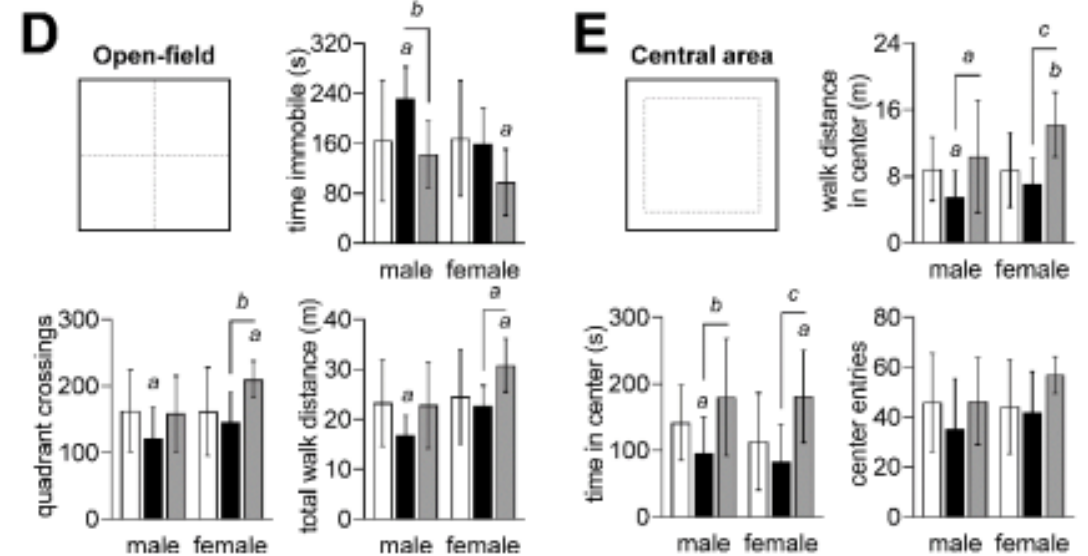 D
Open-field
time immobile (s)
320
240
160
80
0
b
a
a
male female
quadrant crossings
300
200
100
0
a
b
a
male female
total walk distance (m)
40
30
20
10
0
a
a
a
male female
E
Central area
walk distance
in center (m)
24
16
8
0
a
a
c
b
male female
time in center (s)
300
200
100
0
a
b
c
a
male female
center entries
80
60
40
20
0
male female